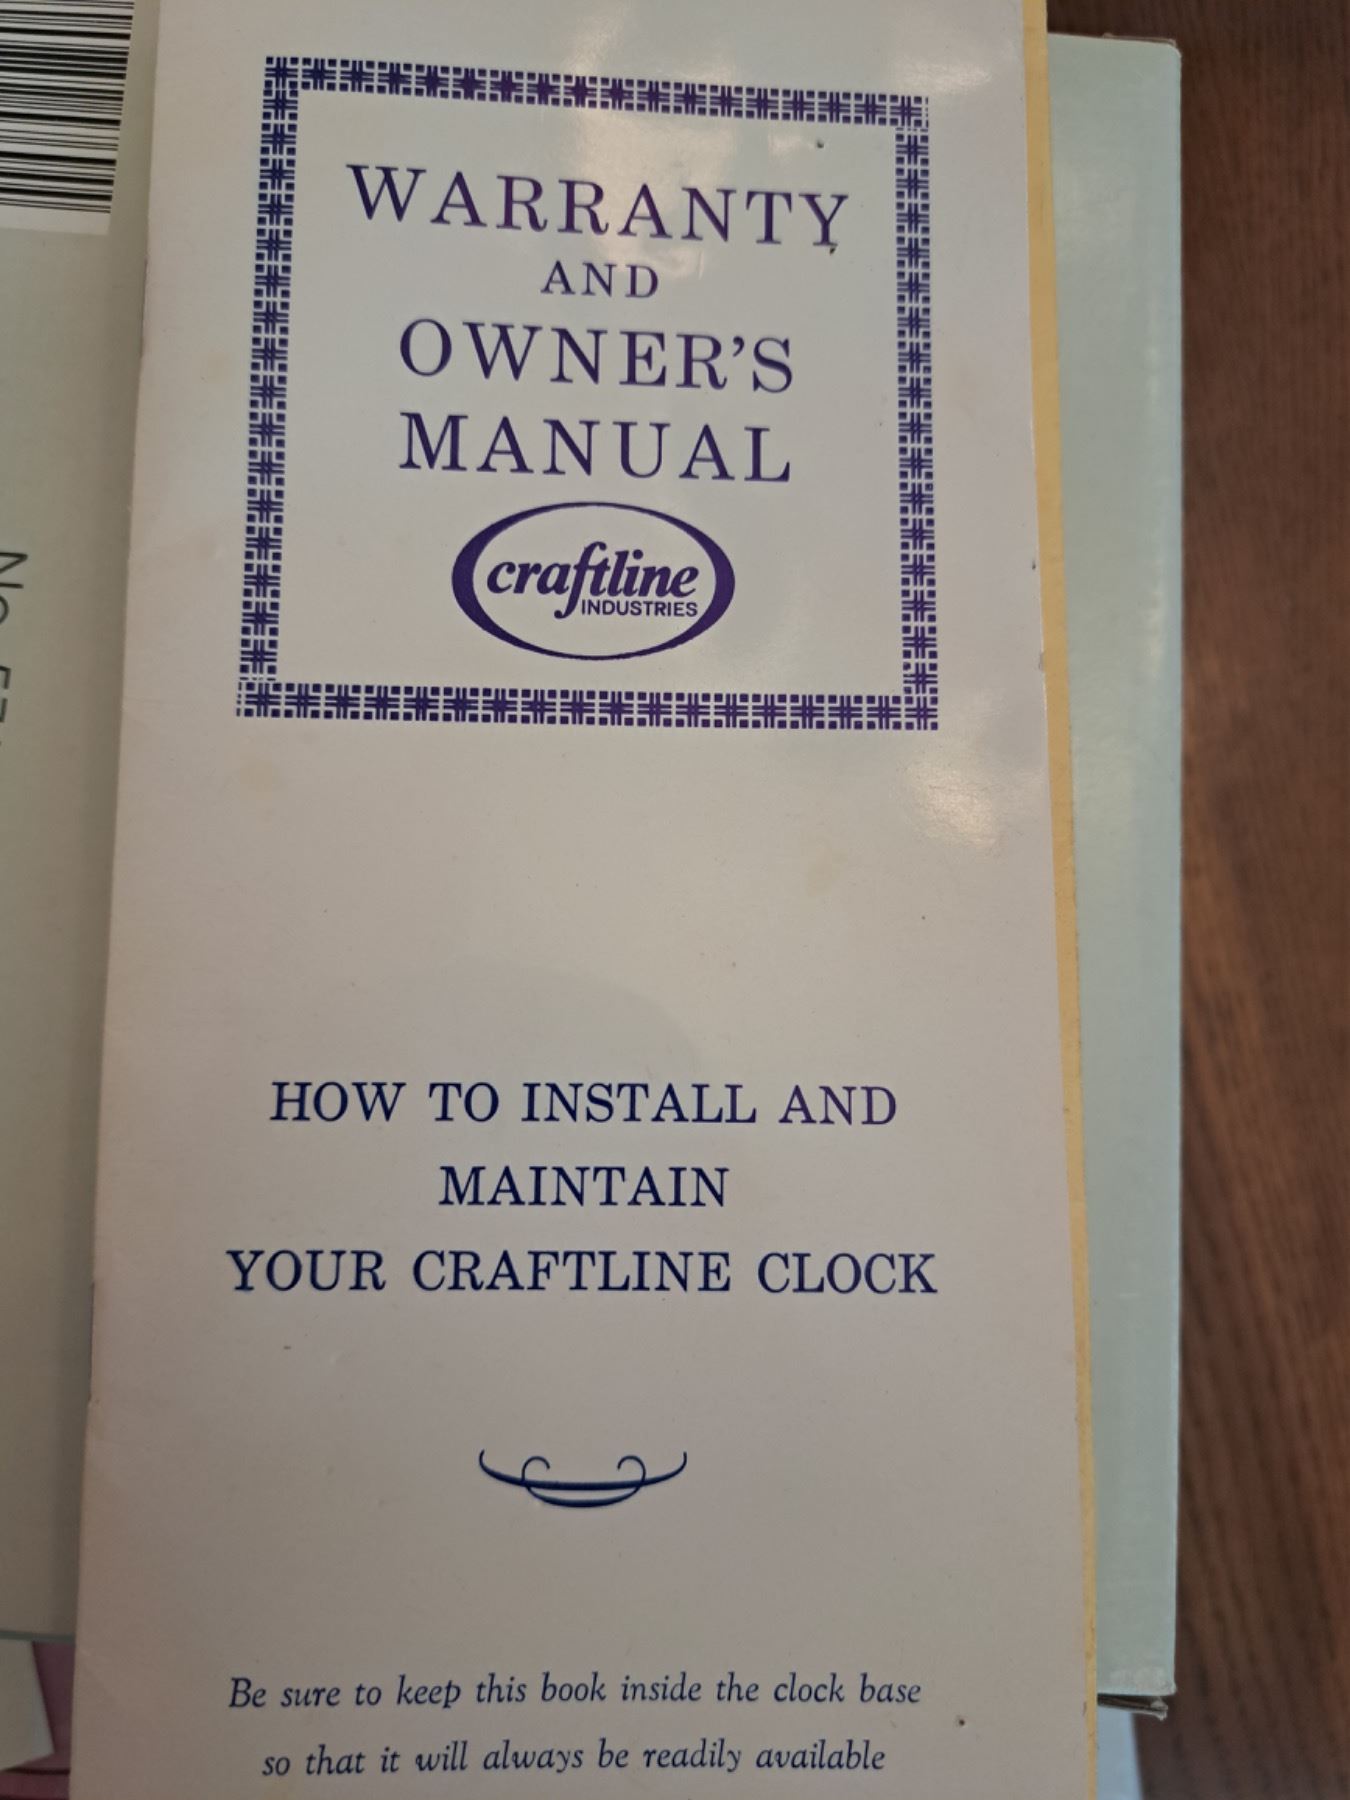 WARRANTY
AND
OWNER'S
MANUAL
craftline
INDUSTRIES
HOW TO INSTALL AND
MAINTAIN
YOUR CRAFTLINE CLOCK
Be sure to keep this book inside the clock base
so that it will always be readily available